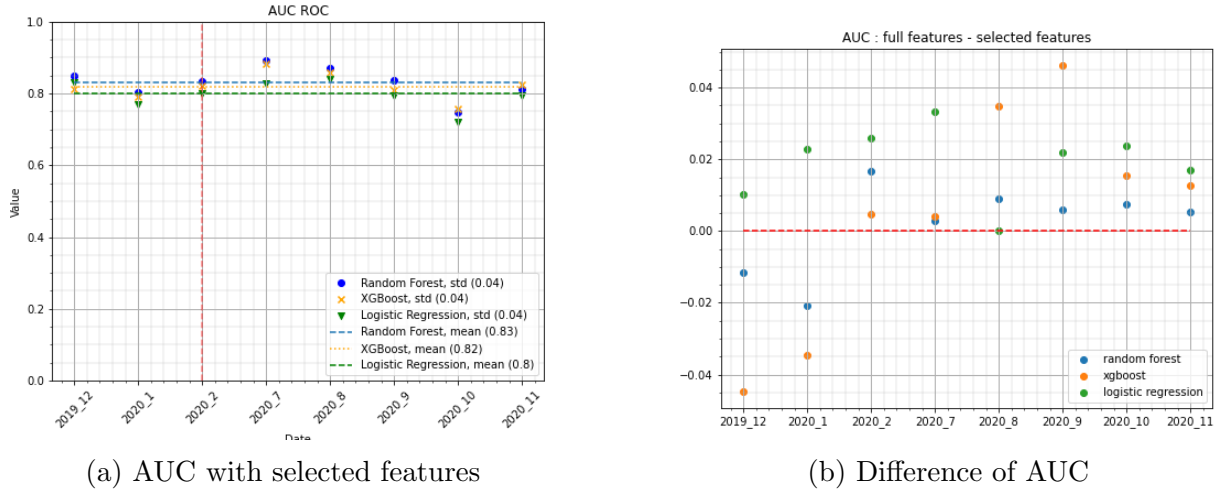 AUC ROC
1.0
0.8
0.6
0.4
0.2
0.0
Value
Random Forest, std (0.04)
XGBoost, std (0.04)
Logistic Regression, std (0.04)
Random Forest, mean (0.83)
XGBoost, mean (0.82)
Logistic Regression, mean (0.8)
2019_12 2020_1 2020_2 2020_7 2020_8 2020_9 2020_10 2020_11
Date
(a) AUC with selected features
AUC : full features - selected features
0.04
0.02
0.00
−0.02
−0.04
random forest
xgboost
logistic regression
2019_12 2020_1 2020_2 2020_7 2020_8 2020_9 2020_10 2020_11
(b) Difference of AUC